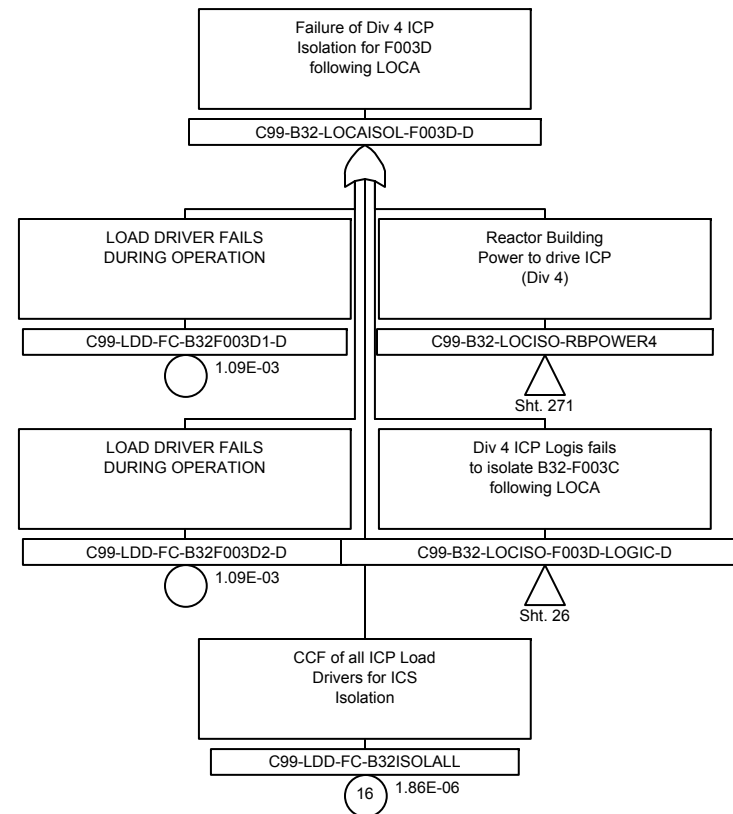 Failure of Div 4 ICP
Isolation for F003D
following LOCA
C99-B32-LOCAISOL-F003D-D
LOAD DRIVER FAILS
DURING OPERATION
C99-LDD-FC-B32F003D1-D
1.09E-03
Reactor Building
Power to drive ICP
(Div 4)
C99-B32-LOCISO-RBPOWER4
Sht. 271
LOAD DRIVER FAILS
DURING OPERATION
C99-LDD-FC-B32F003D2-D
1.09E-03
Div 4 ICP Logis fails
to isolate B32-F003C
following LOCA
C99-B32-LOCISO-F003D-LOGIC-D
Sht. 26
CCF of all ICP Load
Drivers for ICS
Isolation
C99-LDD-FC-B32ISOLALL
16
1.86E-06